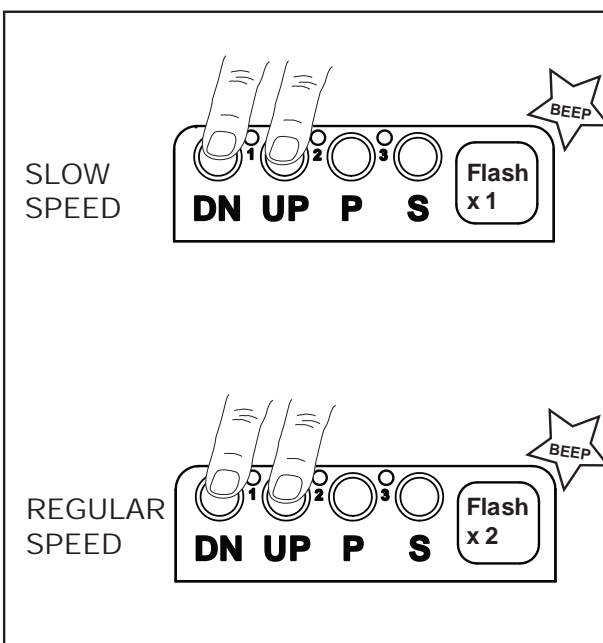 BEEP
SLOW
SPEED
1 2 3
DN UP P S
Flash
x 1
BEEP
REGULAR
SPEED
1 2 3
DN UP P S
Flash
x 2